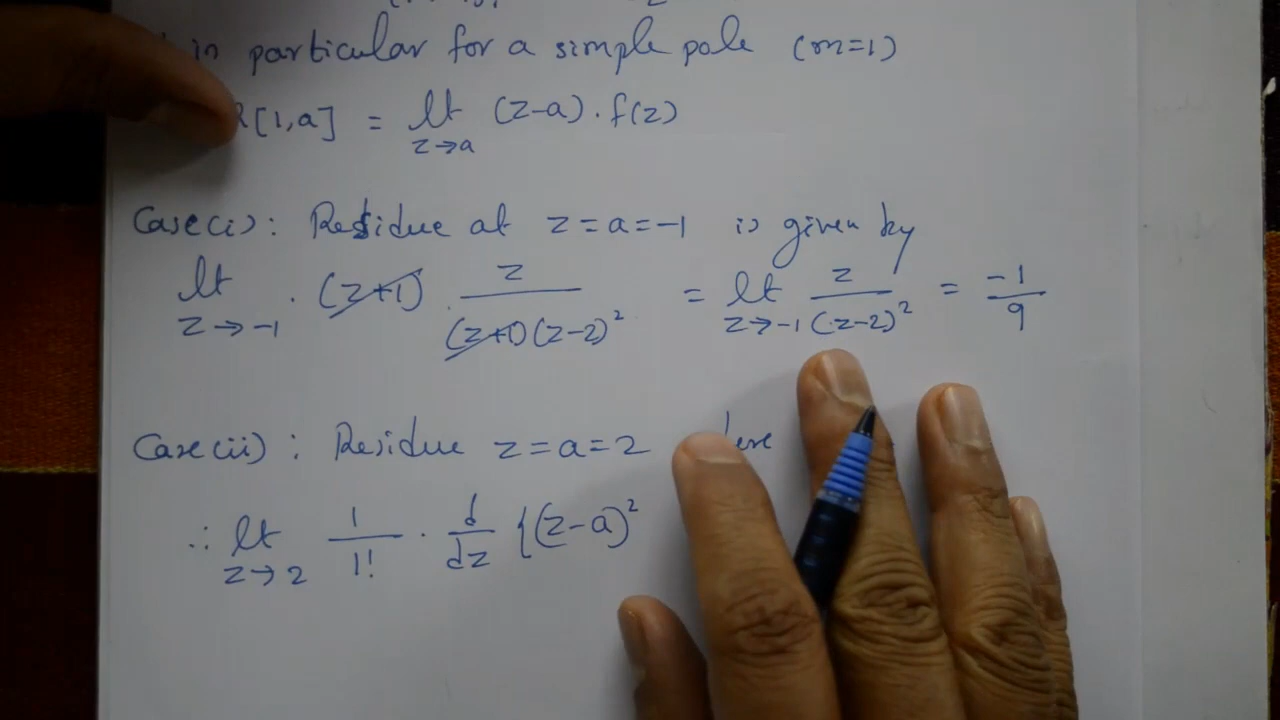 in particular for a simple pole (m=1)
R[1,a] = lt z→a (z-a).f(z)
Case(i): Residue at z=a=-1 is given by
lt z→-1 . (z+1) . z/(z+1)(z-2)² = lt z→-1 z/(z-2)² = -1/9
Case(ii): Residue z=a=2
∴ lt z→2 1/1! . d/dz {(z-a)²